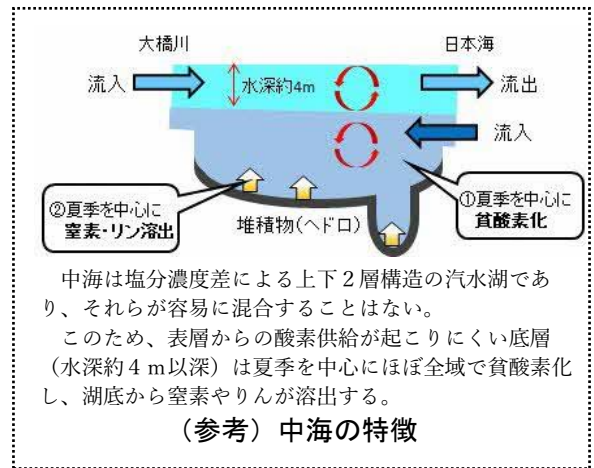 大橋川
日本海
流入
水深約4m
流出
流入
②夏季を中心に
窒素・リン溶出
堆積物(ヘドロ)
①夏季を中心に
貧酸素化
中海は塩分濃度差による上下２層構造の汽水湖であ
り、それらが容易に混合することはない。
このため、表層からの酸素供給が起こりにくい底層
（水深約４ｍ以深）は夏季を中心にほぼ全域で貧酸素化
し、湖底から窒素やりんが溶出する。
（参考）中海の特徴